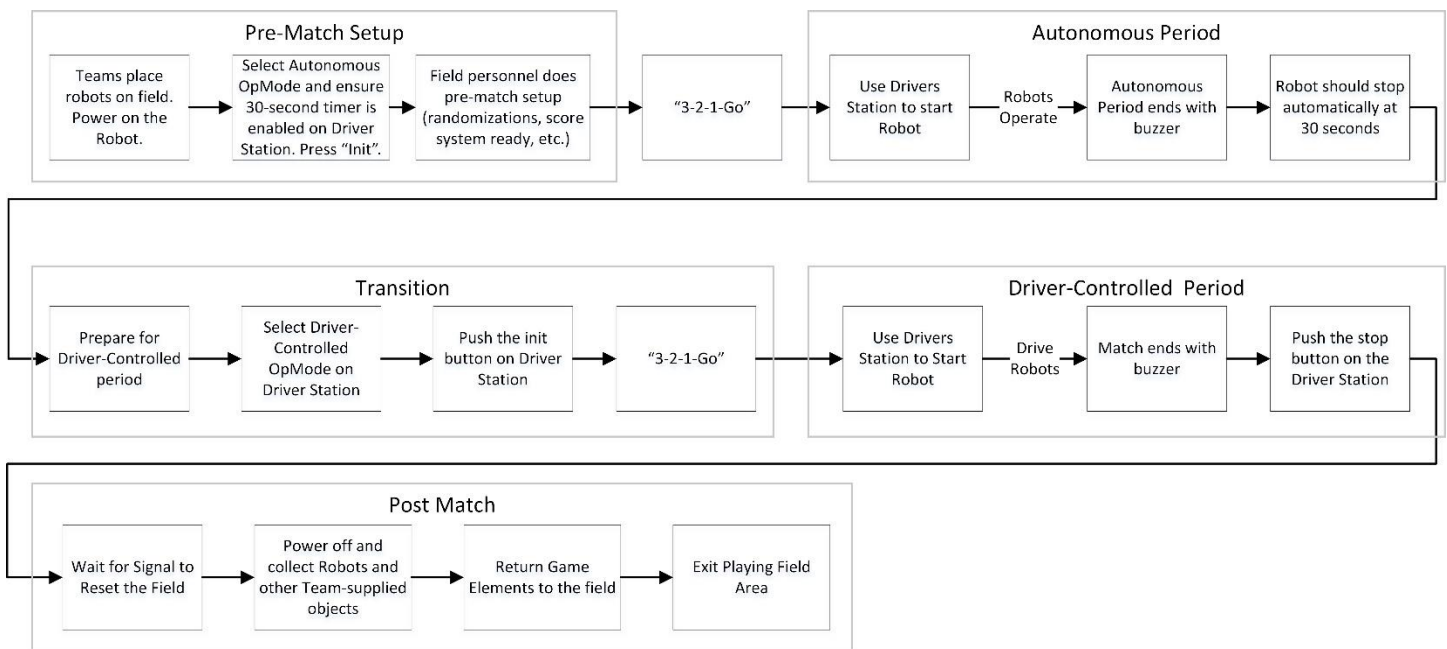 Pre-Match Setup
Teams place
robots on field.
Power on the
Robot.
Select Autonomous
OpMode and ensure
30-second timer is
enabled on Driver
Station. Press “Init”.
Field personnel does
pre-match setup
(randomizations, score
system ready, etc.)
“3-2-1-Go”
Autonomous Period
Use Drivers
Station to start
Robot
Robots
Operate
Autonomous
Period ends with
buzzer
Robot should stop
automatically at
30 seconds
Transition
Prepare for
Driver-Controlled
period
Select Driver-
Controlled
OpMode on
Driver Station
Push the init
button on Driver
Station
“3-2-1-Go”
Driver-Controlled Period
Use Drivers
Station to Start
Robot
Drive
Robots
Match ends with
buzzer
Push the stop
button on the
Driver Station
Post Match
Wait for Signal to
Reset the Field
Power off and
collect Robots and
other Team-supplied
objects
Return Game
Elements to the field
Exit Playing Field
Area